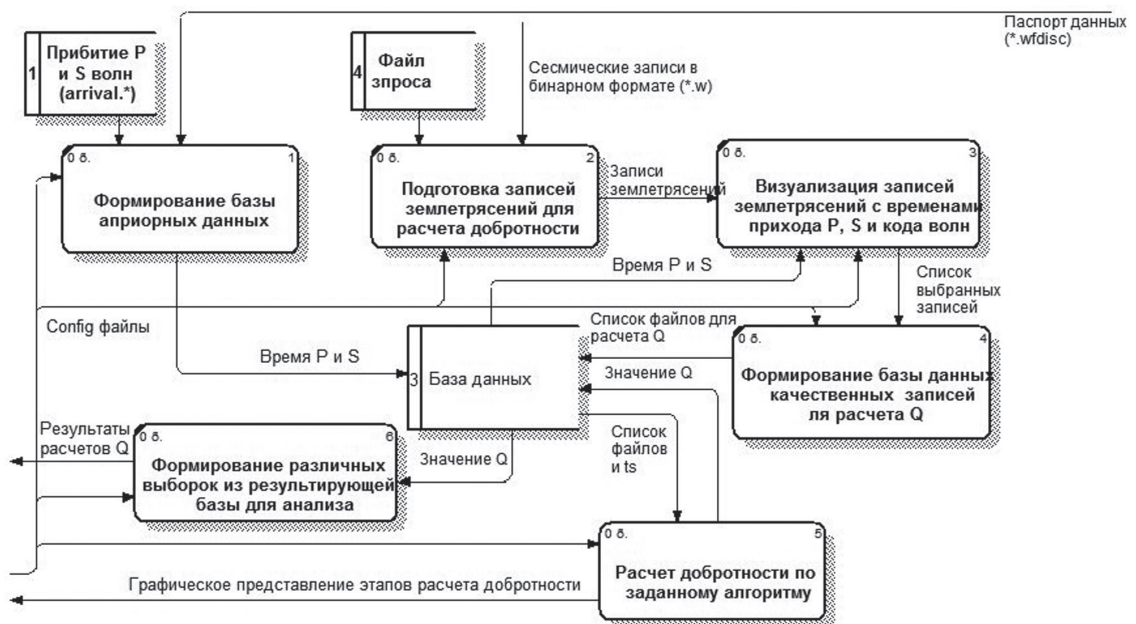 Паспорт данных
(*.wfdisc)
1
Прибитие P
и S волн
(arrival.*)
4
Файл
зпроса
Сесмические записи в
бинарном формате (*.w)
0 б.
1
Формирование базы
априорных данных
0 б.
2
Подготовка записей
землетрясений для
расчета добротности
Записи
землетрясений
0 б.
3
Визуализация записей
землетрясений с временами
прихода P, S и кода волн
Время P и S
Список
выбранных
записей
Config файлы
Список файлов для
расчета Q
0 б.
4
Формирование базы данных
качественных записей
ля расчета Q
Время P и S
3
База данных
Значение Q
Результаты
расчетов Q
0 б.
6
Формирование различных
выборок из результирующей
базы для анализа
Значение Q
Список
файлов
и ts
0 б.
5
Расчет добротности по
заданному алгоритму
Графическое представление этапов расчета добротности